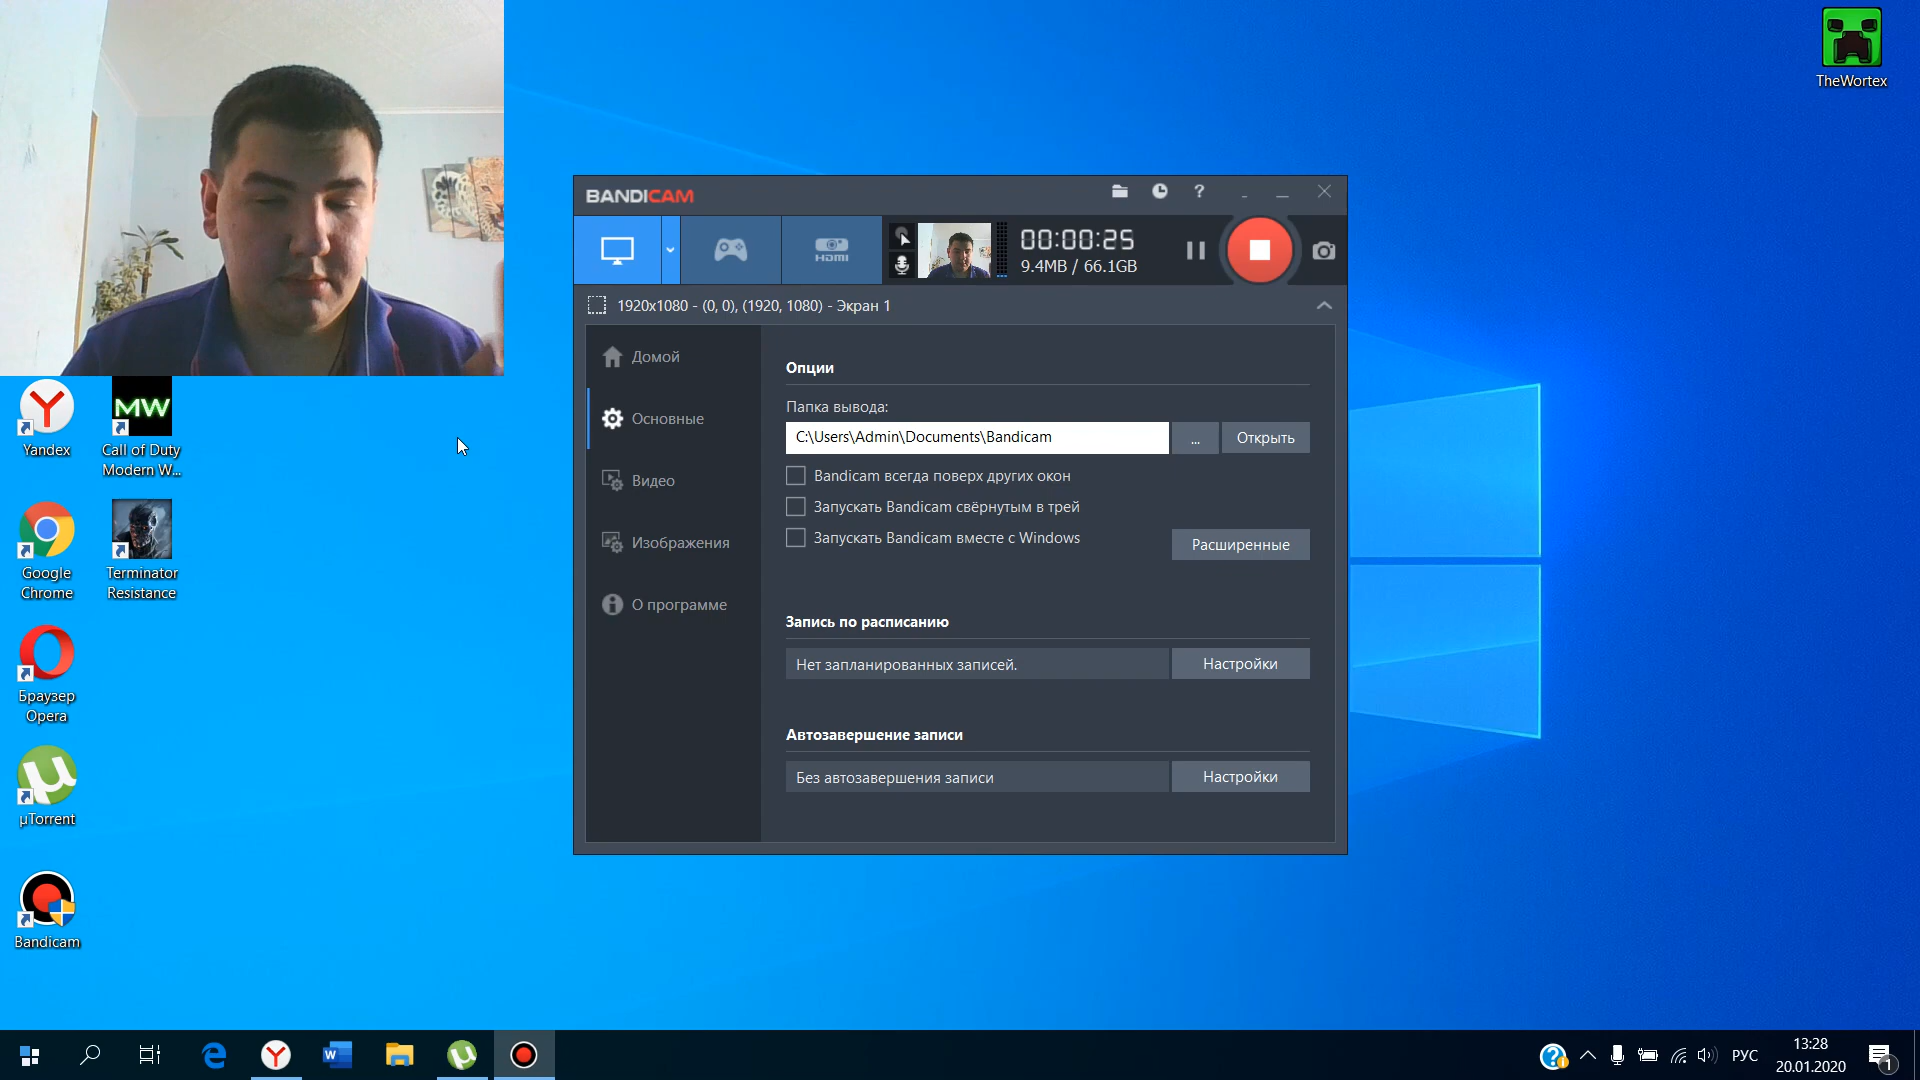 TheWortex
BANDICAM
?
HDMI
00:00:25
9.4MB / 66.1GB
1920x1080 - (0, 0), (1920, 1080) - Экран 1
Домой
Основные
Видео
Изображения
О программе
Опции
Папка вывода:
C:\Users\Admin\Documents\Bandicam
...
Открыть
Bandicam всегда поверх других окон
Запускать Bandicam свёрнутым в трей
Запускать Bandicam вместе с Windows
Расширенные
Запись по расписанию
Нет запланированных записей.
Настройки
Автозавершение записи
Без автозавершения записи
Настройки
Yandex
MW
Call of Duty
Modern W...
Google
Chrome
Terminator
Resistance
Браузер
Opera
µTorrent
Bandicam
РУС
13:28
20.01.2020
1